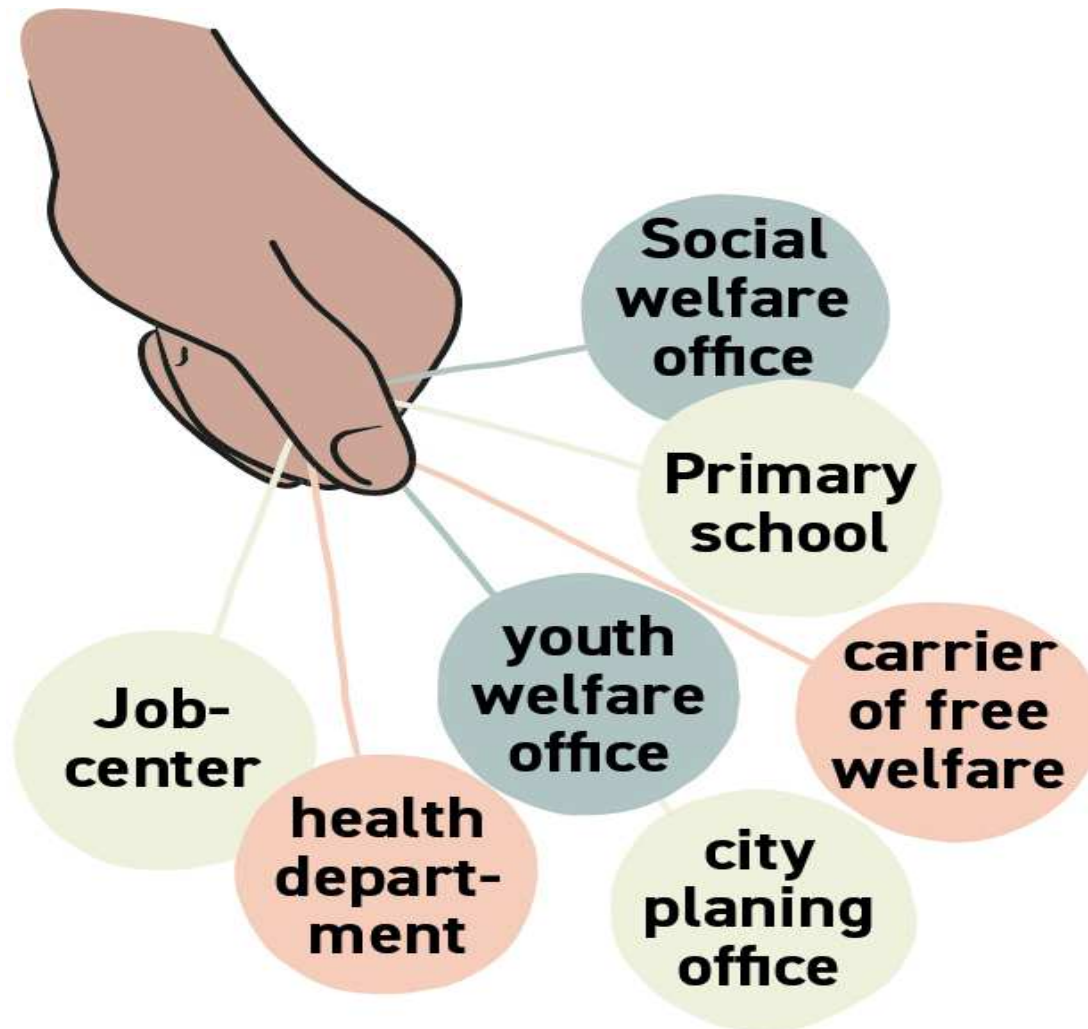 Social
welfare
office
Primary
school
youth
welfare
office
carrier
of free
welfare
Job-
center
health
depart-
ment
city
planing
office